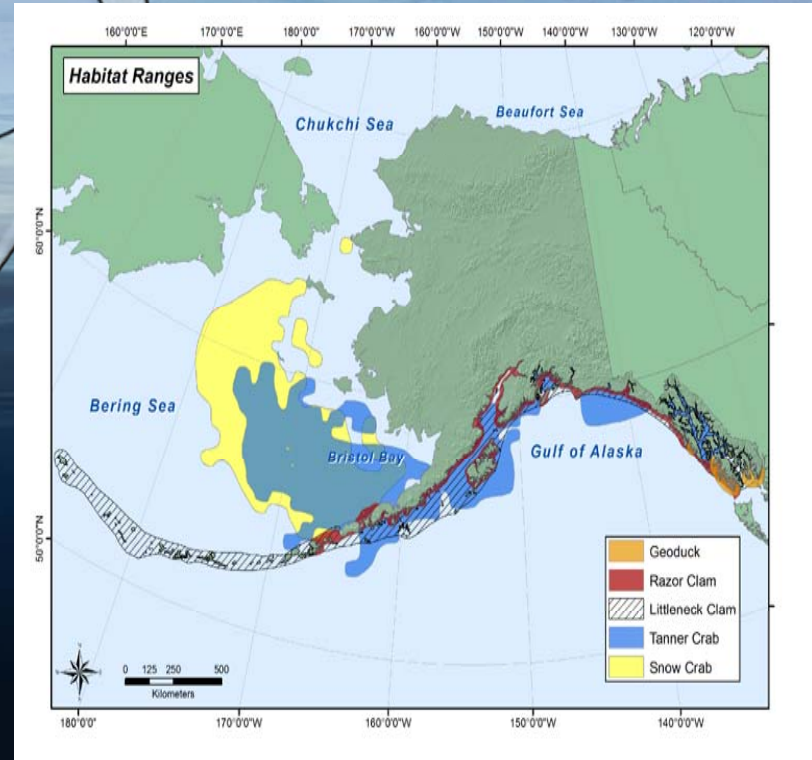 160°0'0"E 170°0'0"E 180°0'0" 170°0'0"W 160°0'0"W 150°0'0"W 140°0'0"W 130°0'0"W 120°0'0"W
Habitat Ranges
Chukchi Sea
Beaufort Sea
60°0'0"N
Bering Sea
Bristol Bay
Gulf of Alaska
50°0'0"N
Geoduck
Razor Clam
Littleneck Clam
Tanner Crab
Snow Crab
0 125 250 500
Kilometers
180°0'0" 170°0'0"W 160°0'0"W 150°0'0"W 140°0'0"W